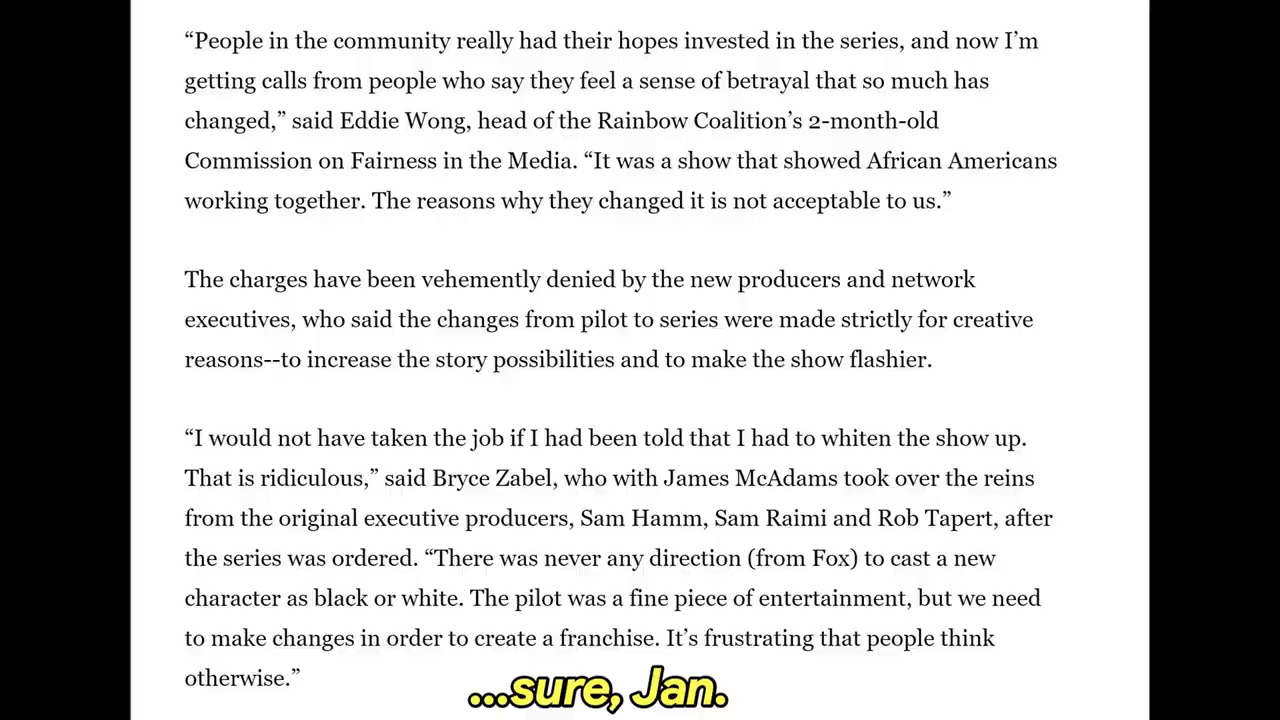 “People in the community really had their hopes invested in the series, and now I’m
getting calls from people who say they feel a sense of betrayal that so much has
changed,” said Eddie Wong, head of the Rainbow Coalition’s 2-month-old
Commission on Fairness in the Media. “It was a show that showed African Americans
working together. The reasons why they changed it is not acceptable to us.”
The charges have been vehemently denied by the new producers and network
executives, who said the changes from pilot to series were made strictly for creative
reasons--to increase the story possibilities and to make the show flashier.
“I would not have taken the job if I had been told that I had to whiten the show up.
That is ridiculous,” said Bryce Zabel, who with James McAdams took over the reins
from the original executive producers, Sam Hamm, Sam Raimi and Rob Tapert, after
the series was ordered. “There was never any direction (from Fox) to cast a new
character as black or white. The pilot was a fine piece of entertainment, but we need
to make changes in order to create a franchise. It’s frustrating that people think
otherwise.”
...sure, Jan.